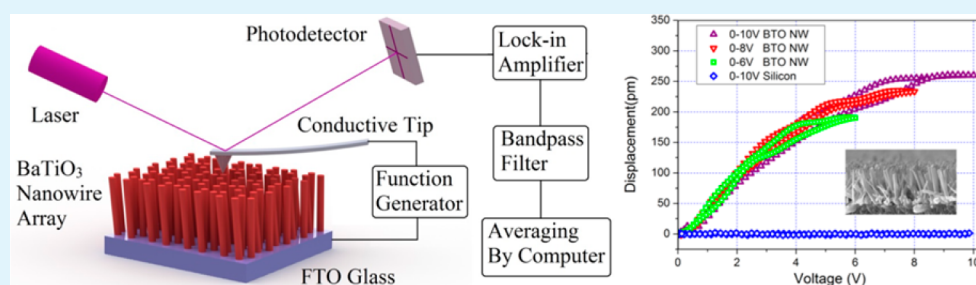 Photodetector
Laser
Conductive Tip
BaTiO₃
Nanowire
Array
FTO Glass
Lock-in
Amplifier
Bandpass
Filter
Function
Generator
Averaging
By Computer
Displacement(pm)
350
300
250
200
150
100
50
0
0-10V BTO NW
0-8V BTO NW
0-6V BTO NW
0-10V Silicon
0
2
4
6
8
10
Voltage (V)